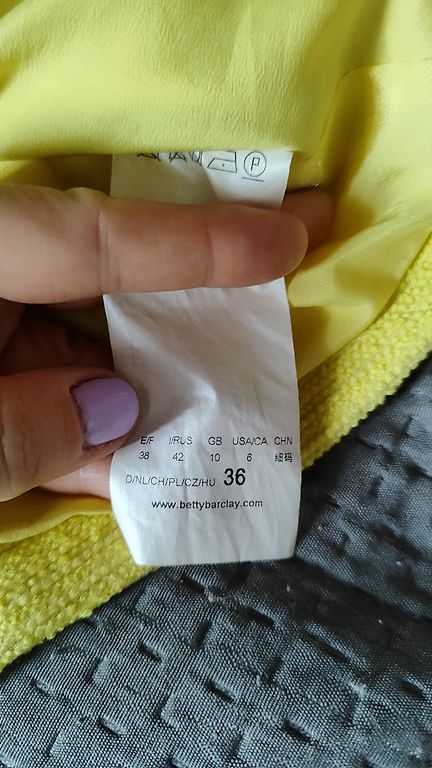 P
E/F I/RUS GB USA/CA CHN
38 42 10 6 细码
D/NL/CH/PL/CZ/HU 36
www.bettybarclay.com